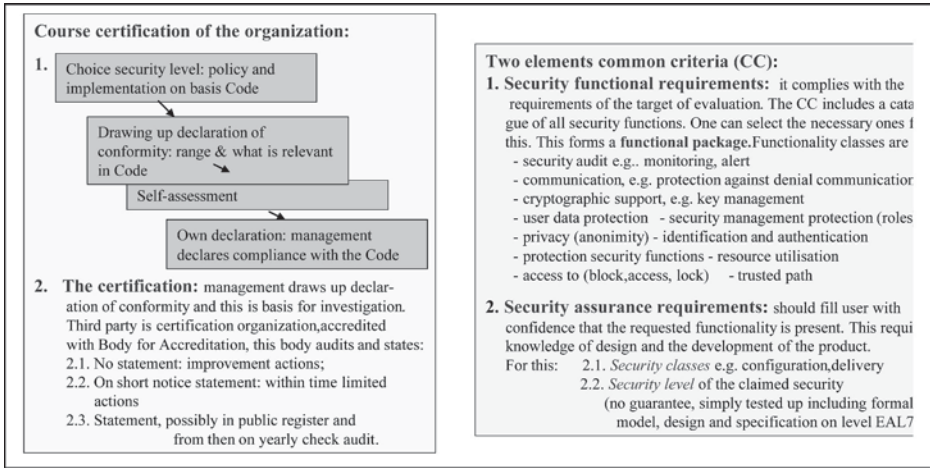 Course certification of the organization:
1.
Choice security level: policy and
implementation on basis Code
Drawing up declaration of
conformity: range & what is relevant
in Code
Self-assessment
Own declaration: management
declares compliance with the Code
2. The certification: management draws up declar-
ation of conformity and this is basis for investigation.
Third party is certification organization,accredited
with Body for Accreditation, this body audits and states:
2.1. No statement: improvement actions;
2.2. On short notice statement: within time limited
actions
2.3. Statement, possibly in public register and
from then on yearly check audit.
Two elements common criteria (CC):
1. Security functional requirements: it complies with the
requirements of the target of evaluation. The CC includes a cata
gue of all security functions. One can select the necessary ones
this. This forms a functional package.Functionality classes are
- security audit e.g.. monitoring, alert
- communication, e.g. protection against denial communication
- cryptographic support, e.g. key management
- user data protection - security management protection (roles
- privacy (anonimity) - identification and authentication
- protection security functions - resource utilisation
- access to (block,access, lock) - trusted path
2. Security assurance requirements: should fill user with
confidence that the requested functionality is present. This requi
knowledge of design and the development of the product.
For this: 2.1. Security classes e.g. configuration,delivery
2.2. Security level of the claimed security
(no guarantee, simply tested up including formal
model, design and specification on level EAL7